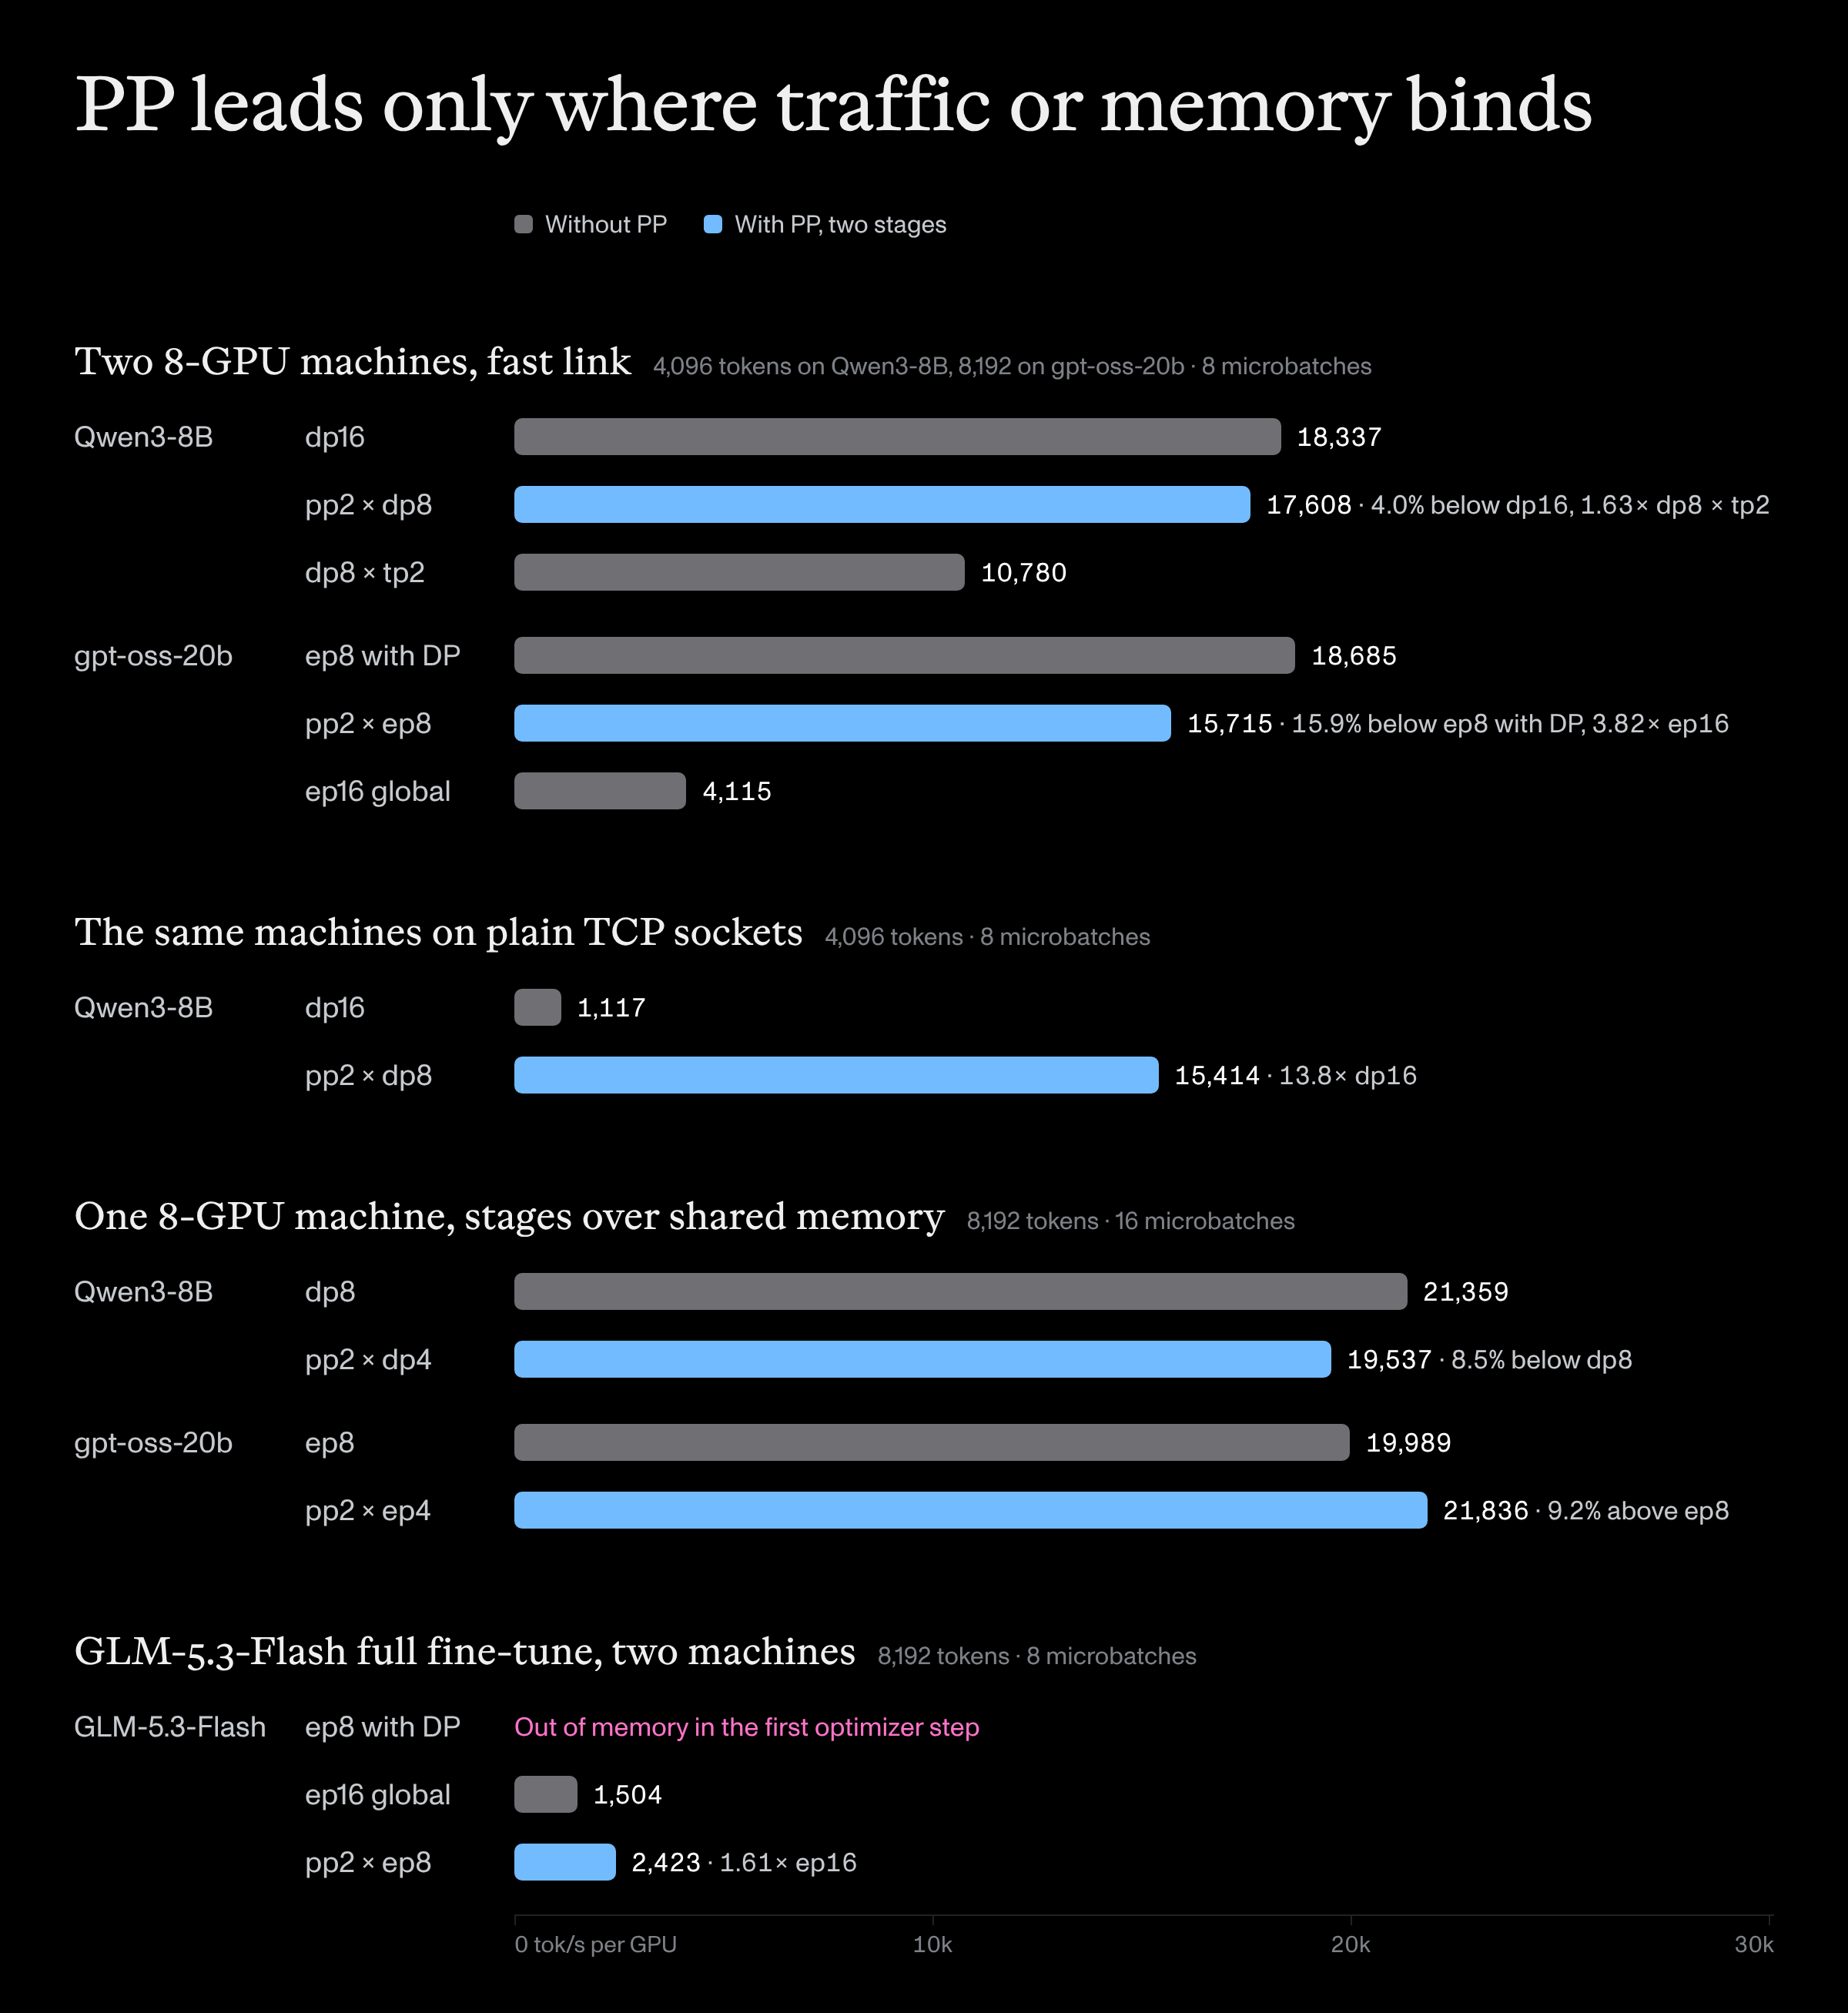 PP leads only where traffic or memory binds
Without PP With PP, two stages
Two 8-GPU machines, fast link 4,096 tokens on Qwen3-8B, 8,192 on gpt-oss-20b · 8 microbatches
Qwen3-8B dp16 18,337
pp2 × dp8 17,608 · 4.0% below dp16, 1.63× dp8 × tp2
dp8 × tp2 10,780
gpt-oss-20b ep8 with DP 18,685
pp2 × ep8 15,715 · 15.9% below ep8 with DP, 3.82× ep16
ep16 global 4,115
The same machines on plain TCP sockets 4,096 tokens · 8 microbatches
Qwen3-8B dp16 1,117
pp2 × dp8 15,414 · 13.8× dp16
One 8-GPU machine, stages over shared memory 8,192 tokens · 16 microbatches
Qwen3-8B dp8 21,359
pp2 × dp4 19,537 · 8.5% below dp8
gpt-oss-20b ep8 19,989
pp2 × ep4 21,836 · 9.2% above ep8
GLM-5.3-Flash full fine-tune, two machines 8,192 tokens · 8 microbatches
GLM-5.3-Flash ep8 with DP Out of memory in the first optimizer step
ep16 global 1,504
pp2 × ep8 2,423 · 1.61× ep16
0 tok/s per GPU 10k 20k 30k